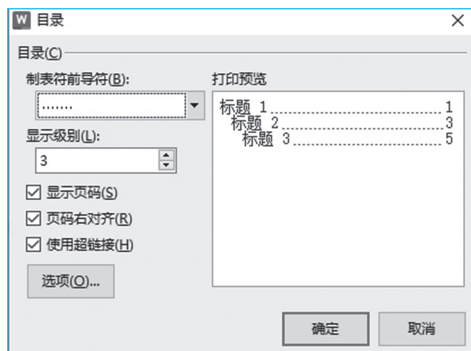 W 目录
目录(C)
制表符前导符(B):
.......
显示级别(L):
3
显示页码(S)
页码右对齐(R)
使用超链接(H)
选项(O)...
打印预览
标题 1........................................1
标题 2....................................3
标题 3................................5
确定
取消